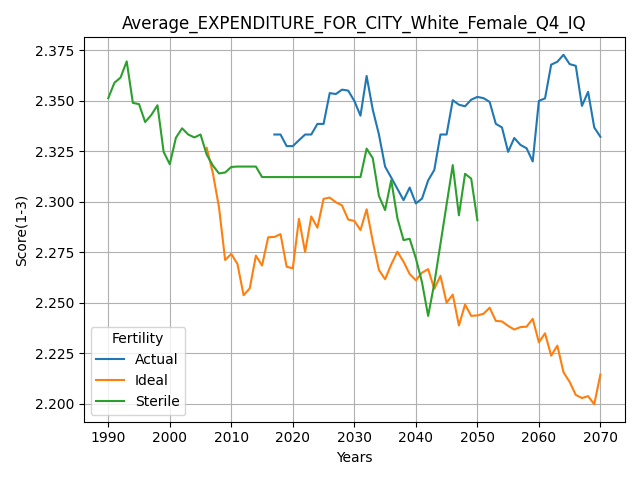 Average_EXPENDITURE_FOR_CITY_White_Female_Q4_IQ
Score(1-3)
2.375
2.350
2.325
2.300
2.275
2.250
2.225
2.200
Fertility
Actual
Ideal
Sterile
1990 2000 2010 2020 2030 2040 2050 2060 2070
Years